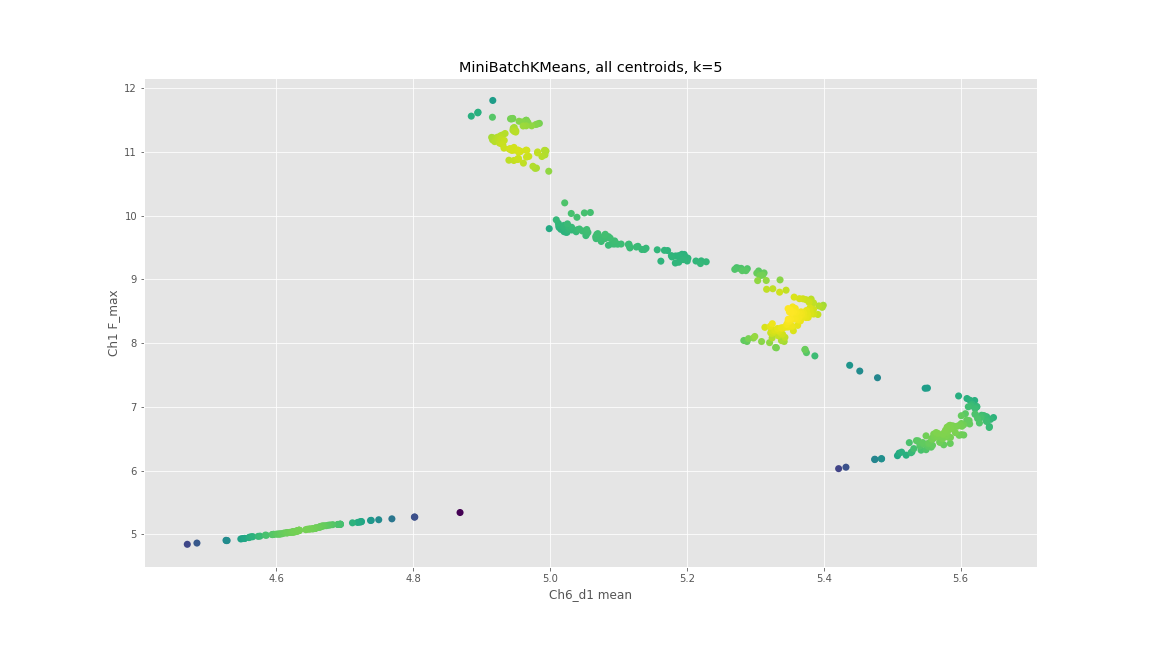 MiniBatchKMeans, all centroids, k=5
12
11
10
9
8
7
6
5
Ch1 F_max
4.6 4.8 5.0 5.2 5.4 5.6
Ch6_d1 mean